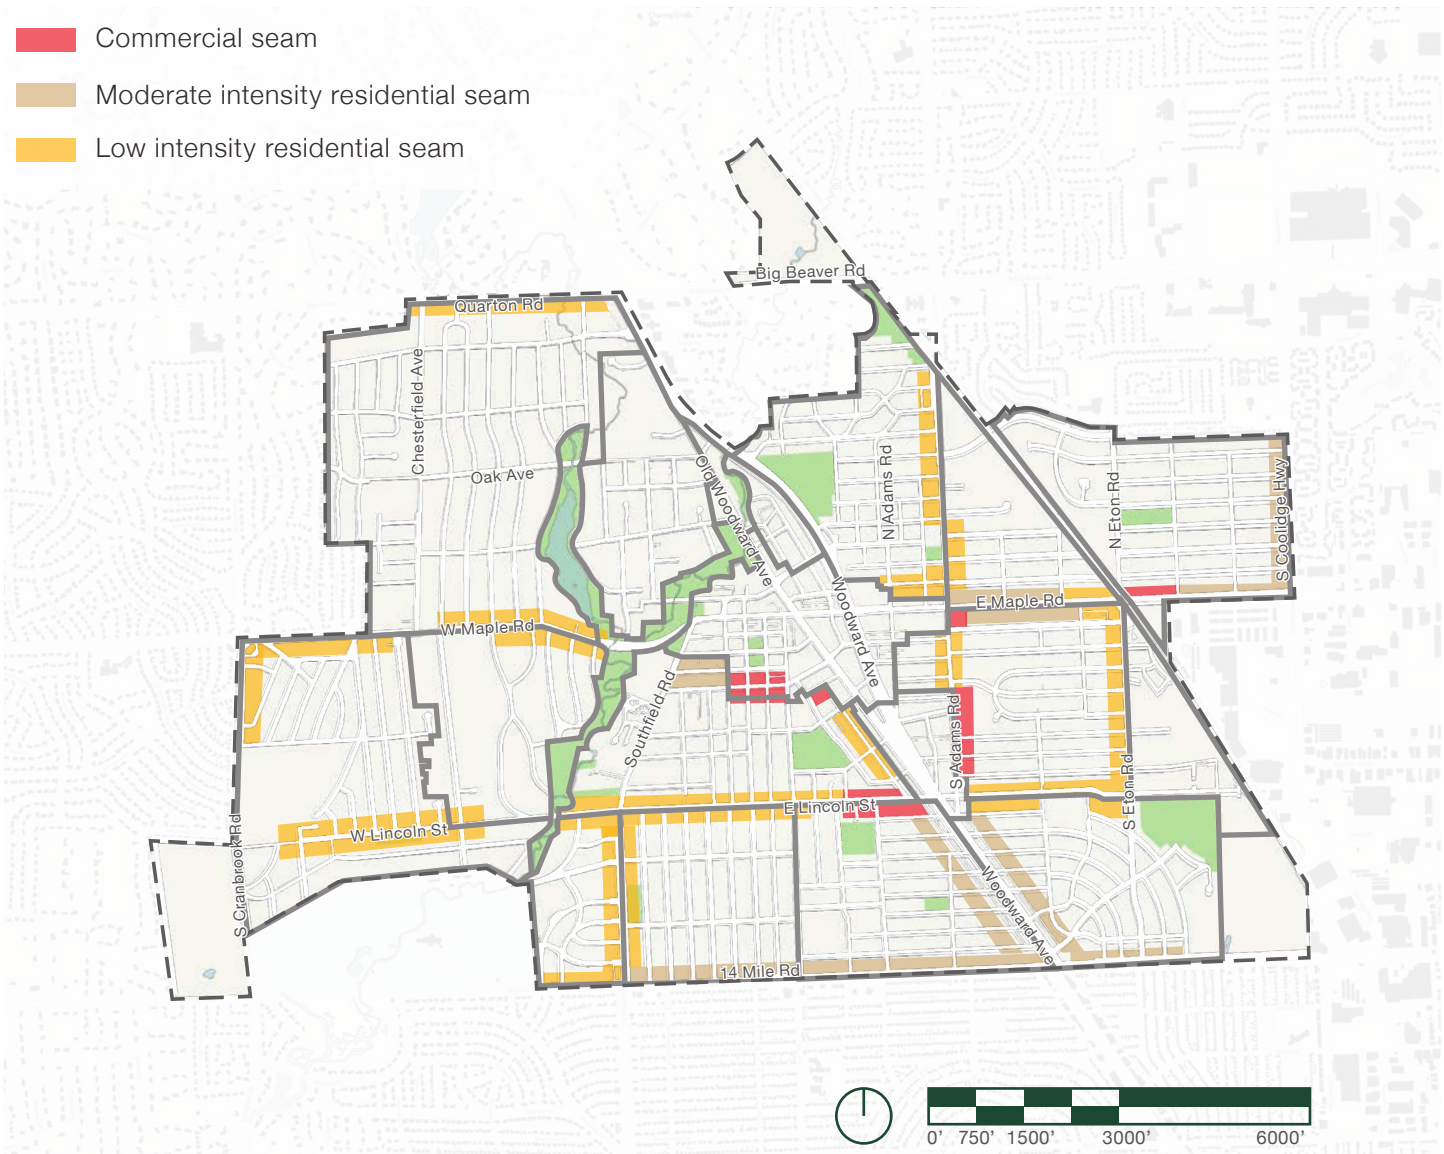 Commercial seam
Moderate intensity residential seam
Low intensity residential seam
Big Beaver Rd
Quarton Rd
Chesterfield Ave
Oak Ave
Old Woodward Ave
N Adams Rd
N Eton Rd
S Coolidge Hwy
Woodward Ave
E Maple Rd
W Maple Rd
Southfield Rd
S Adams Rd
S Eton Rd
E Lincoln St
W Lincoln St
S Cranbrook Rd
Woodward Ave
14 Mile Rd
0' 750' 1500' 3000' 6000'